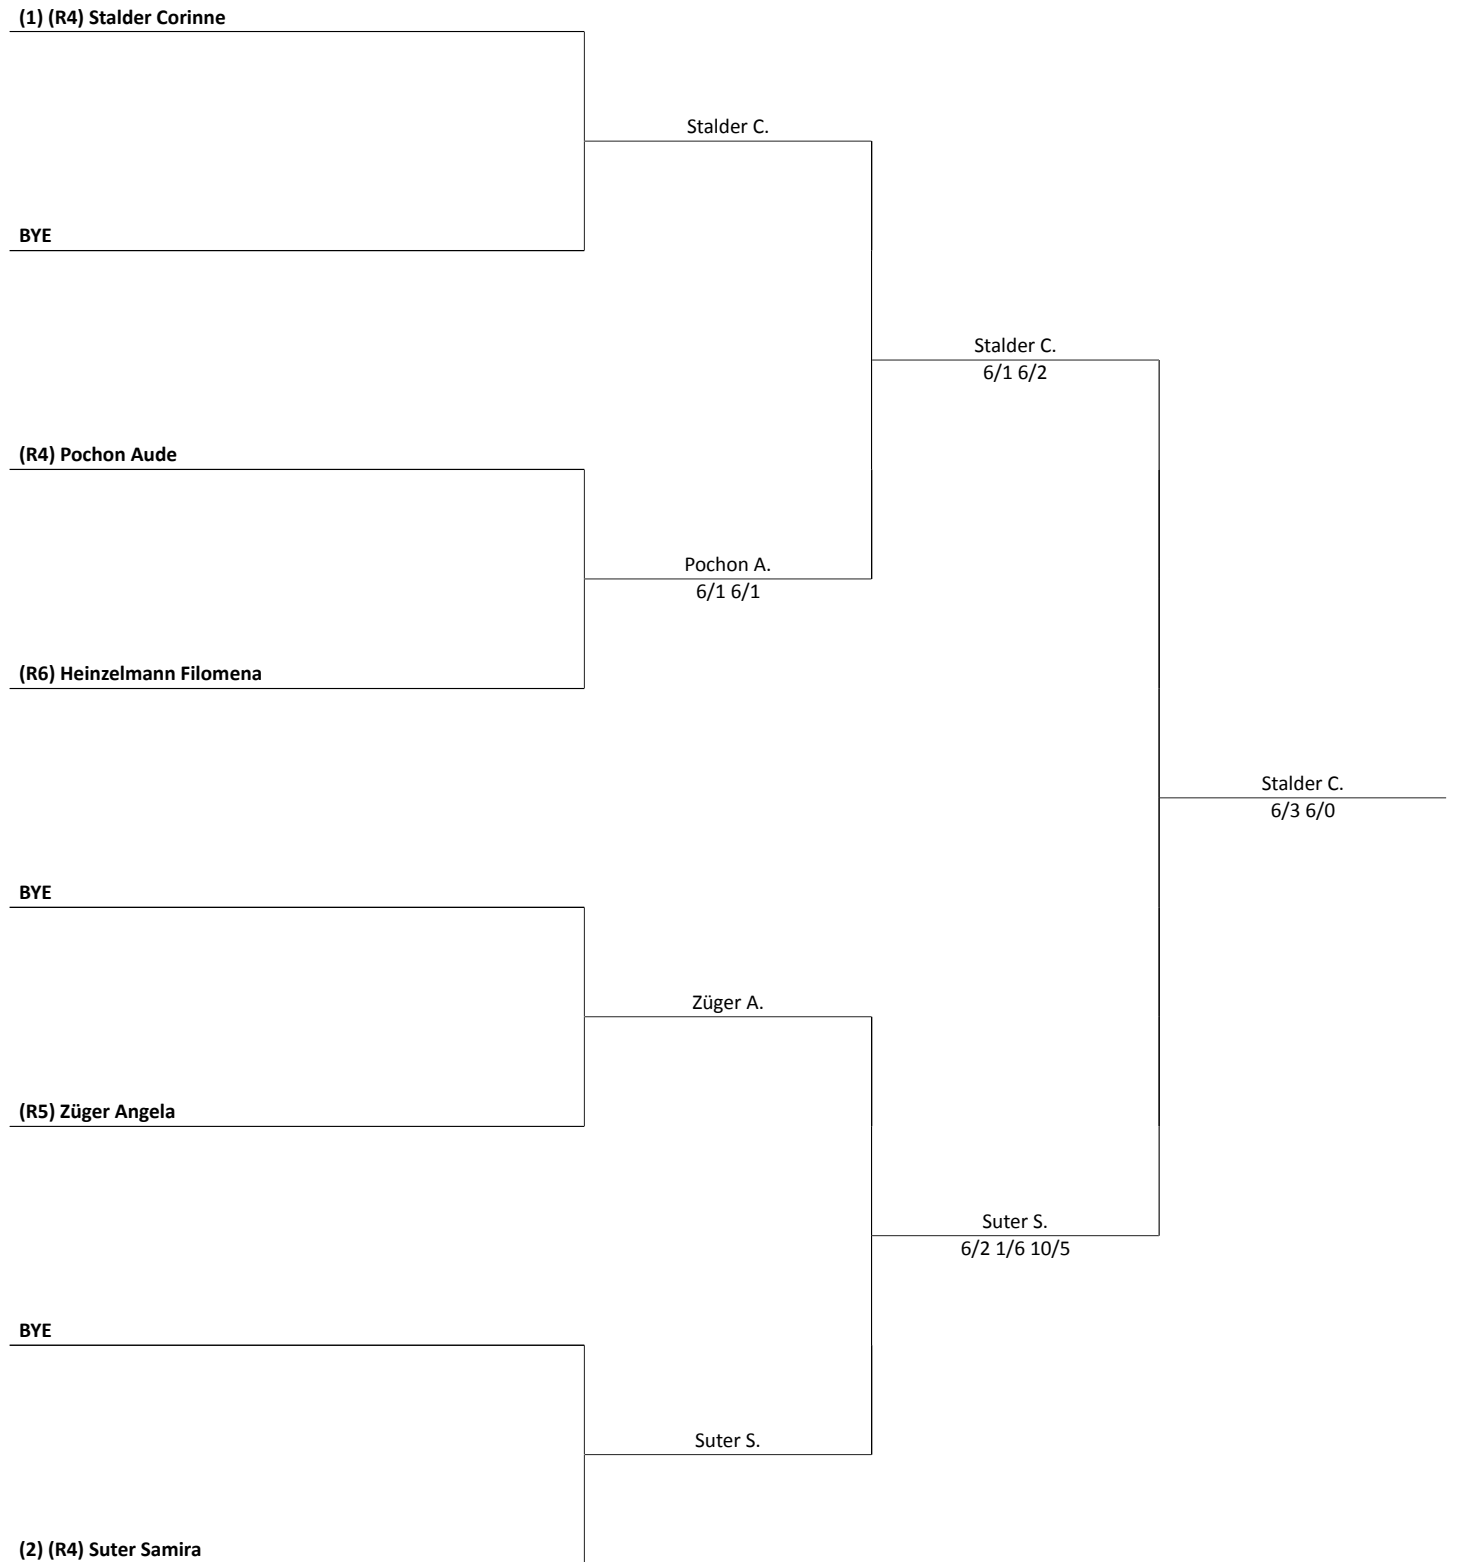 (1) (R4) Stalder Corinne
Stalder C.
BYE
Stalder C.
6/1 6/2
(R4) Pochon Aude
Pochon A.
6/1 6/1
(R6) Heinzelmann Filomena
Stalder C.
6/3 6/0
BYE
Züger A.
(R5) Züger Angela
Suter S.
6/2 1/6 10/5
BYE
Suter S.
(2) (R4) Suter Samira